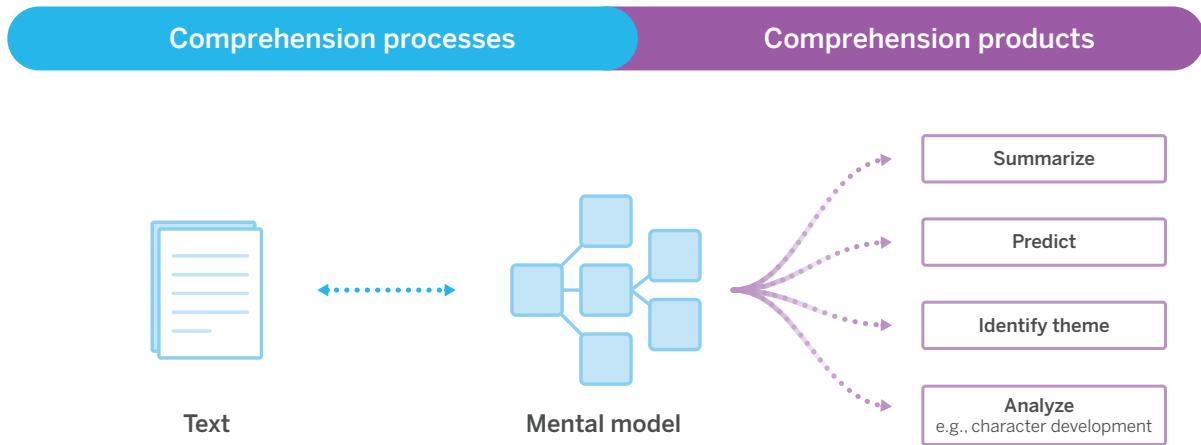 Comprehension processes
Comprehension products
Summarize
Predict
Identify theme
Analyze
e.g., character development
Text
Mental model